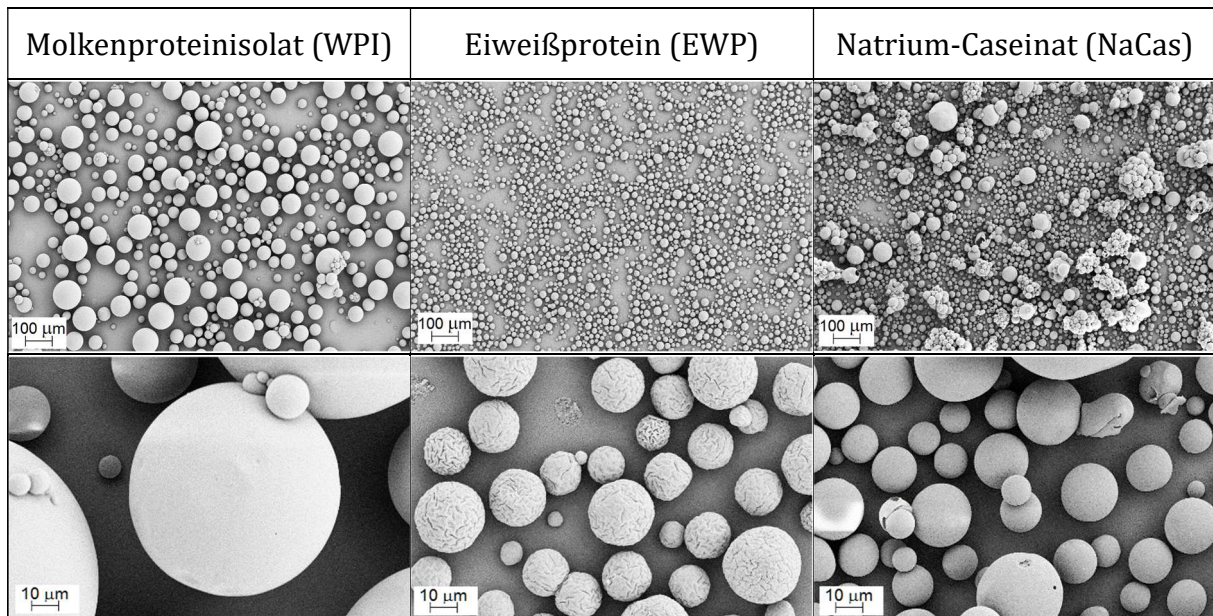 Molkenproteinisolat (WPI)
Eiweißprotein (EWP)
Natrium-Caseinat (NaCas)
100 µm
100 µm
100 µm
10 µm
10 µm
10 µm